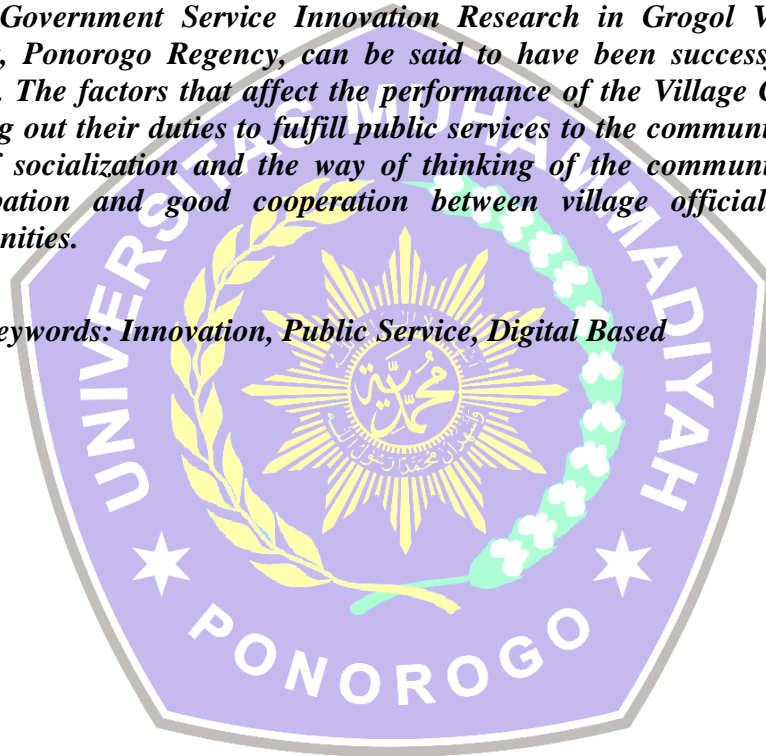 Government Service Innovation Research in Grogol V
, Ponorogo Regency, can be said to have been success
. The factors that affect the performance of the Village
g out their duties to fulfill public services to the communi
f socialization and the way of thinking of the communi
pation and good cooperation between village official
nities.
eywords: Innovation, Public Service, Digital Based
UNIVERSITAS MUHAMMADIYAH
محمد
PONOROGO